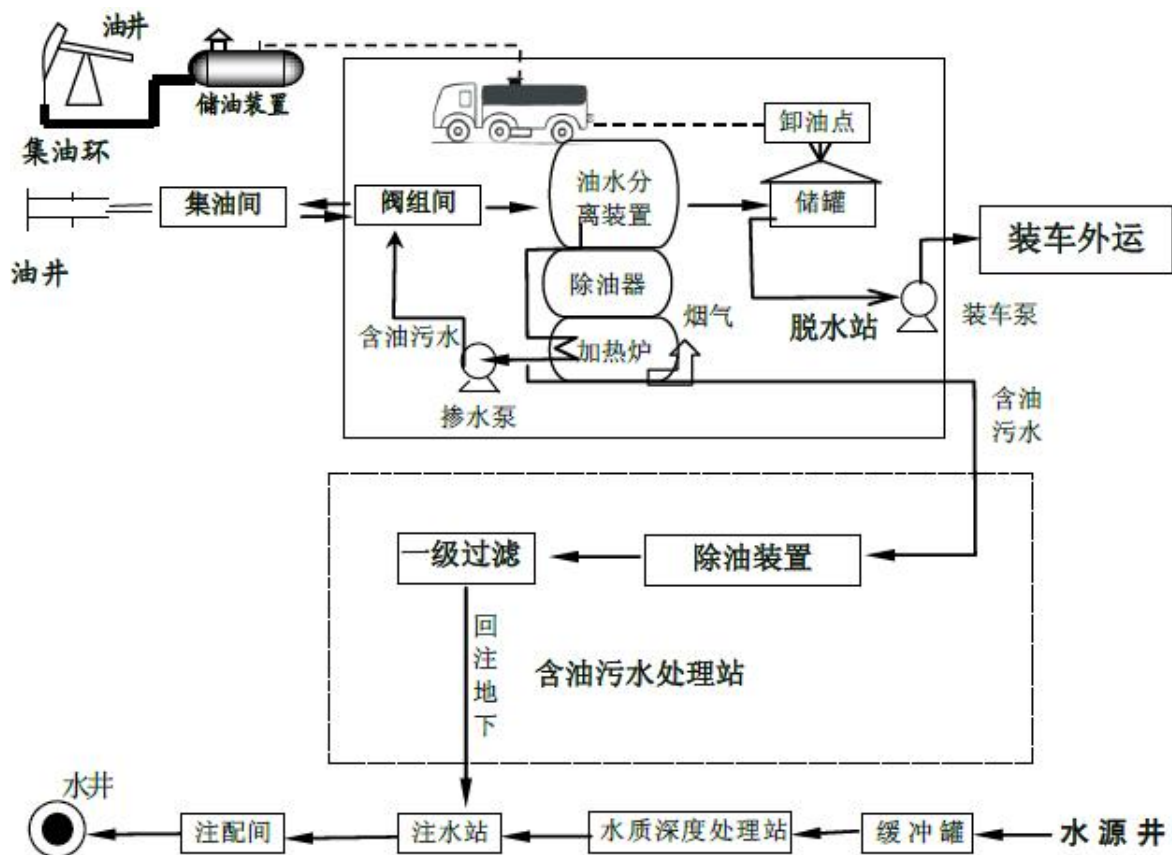 油井
储油装置
集油环
卸油点
集油间
阀组间
油水分
离装置
储罐
装车外运
油井
除油器
烟气
脱水站
装车泵
含油污水
加热炉
掺水泵
含油
污水
一级过滤
除油装置
回
注
地
下
含油污水处理站
水井
注配间
注水站
水质深度处理站
缓冲罐
水源井